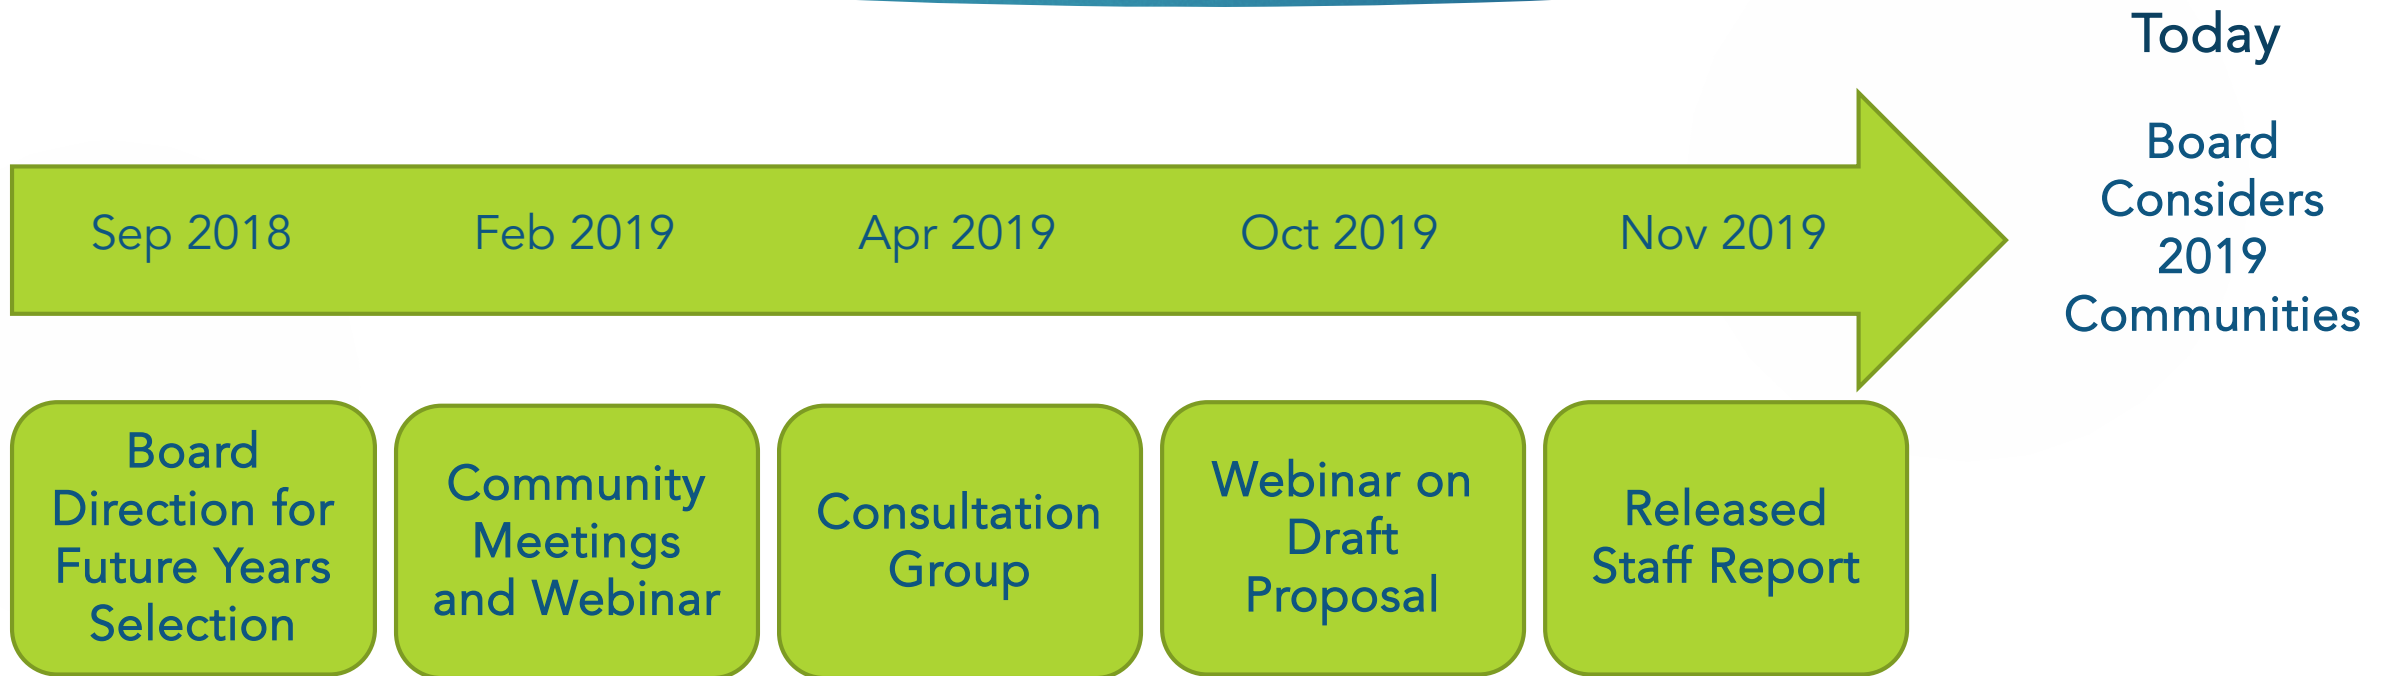 Today
Board
Considers
2019
Communities
Sep 2018
Feb 2019
Apr 2019
Oct 2019
Nov 2019
Board
Direction for
Future Years
Selection
Community
Meetings
and Webinar
Consultation
Group
Webinar on
Draft
Proposal
Released
Staff Report